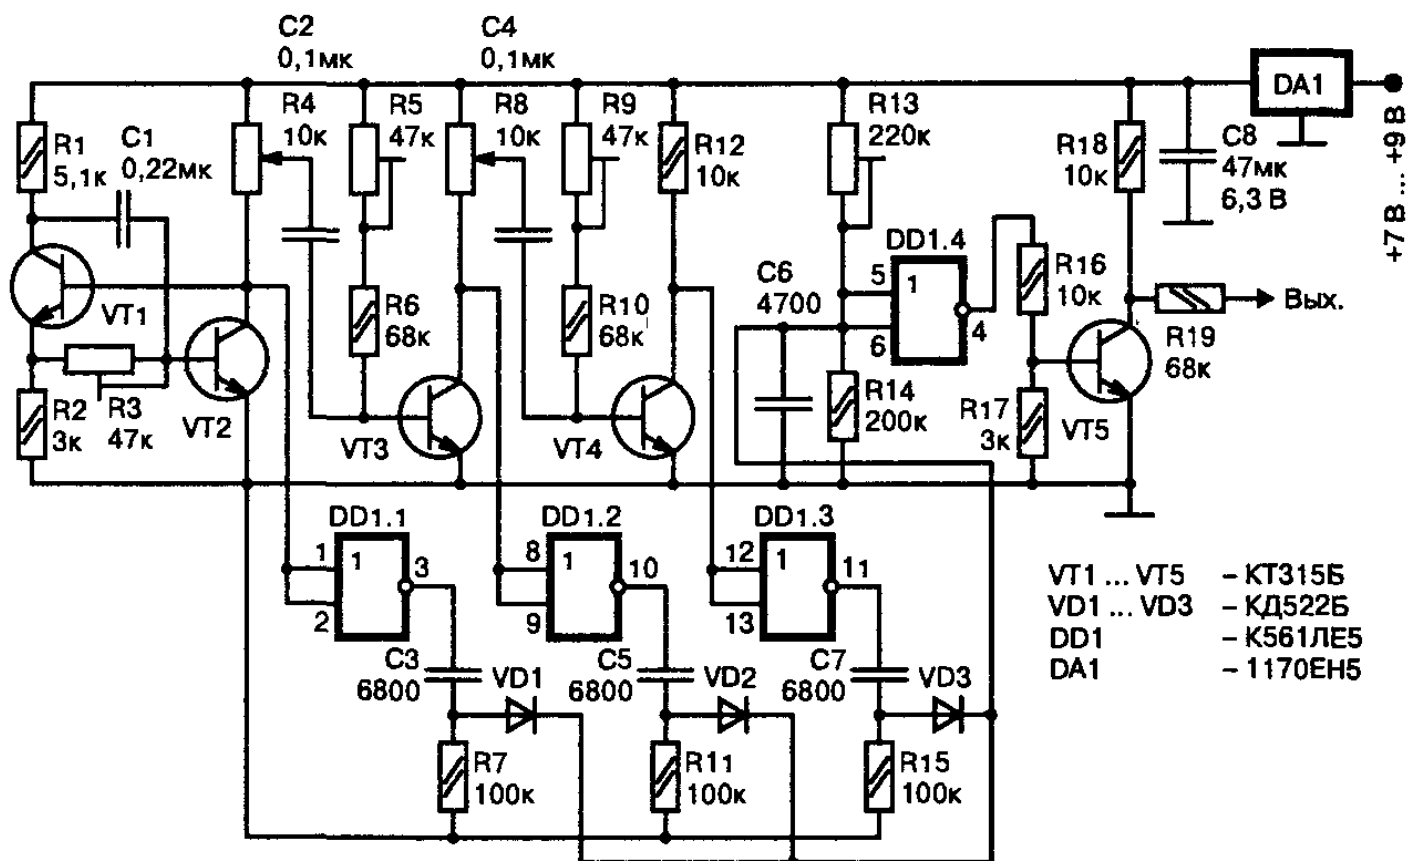 C2
0,1мк
C4
0,1мк
R1
5,1к
C1
0,22мк
R4
10к
R5
47к
R8
10к
R9
47к
R12
10к
R13
220к
R18
10к
C8
47мк
6,3 В
DA1
+7 В ... +9 В
VT1
R6
68к
R10
68к
C6
4700
DD1.4
5
1
6
4
R16
10к
Вых.
R19
68к
R2
3к
R3
47к
VT2
VT3
VT4
R14
200к
R17
3к
VT5
DD1.1
1
1
2
3
DD1.2
8
1
9
10
DD1.3
12
1
13
11
C3
6800
VD1
C5
6800
VD2
C7
6800
VD3
R7
100к
R11
100к
R15
100к
VT1 ... VT5 – КТ315Б
VD1 ... VD3 – КД522Б
DD1 – К561ЛЕ5
DA1 – 1170ЕН5